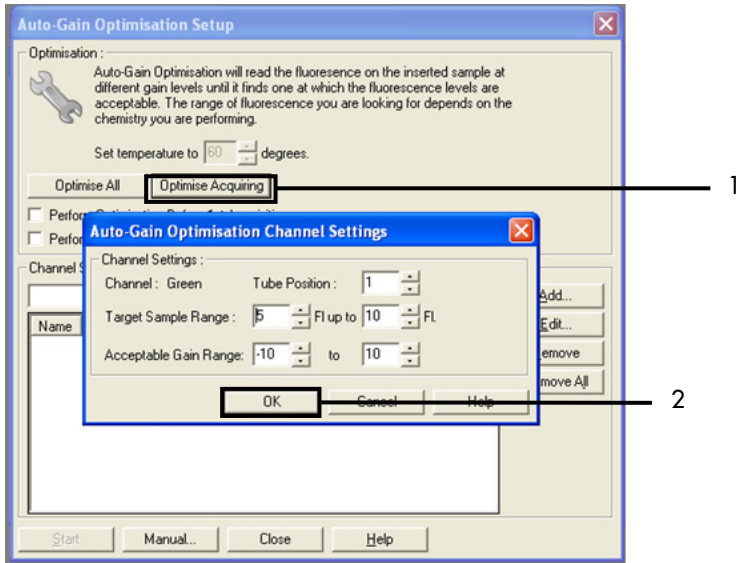 Auto-Gain Optimisation Setup
Optimisation :
Auto-Gain Optimisation will read the fluoresence on the inserted sample at
different gain levels until it finds one at which the fluorescence levels are
acceptable. The range of fluorescence you are looking for depends on the
chemistry you are performing.
Set temperature to 60 degrees.
Optimise All Optimise Acquiring 1
Perform
Perform
Auto-Gain Optimisation Channel Settings
Channel Settings :
Channel : Green Tube Position : 1
Target Sample Range : 5 Fl up to 10 Fl.
Acceptable Gain Range: -10 to 10
OK Cancel Help 2
Channel S
Name
Add...
Edit...
emove
move All
Start Manual... Close Help